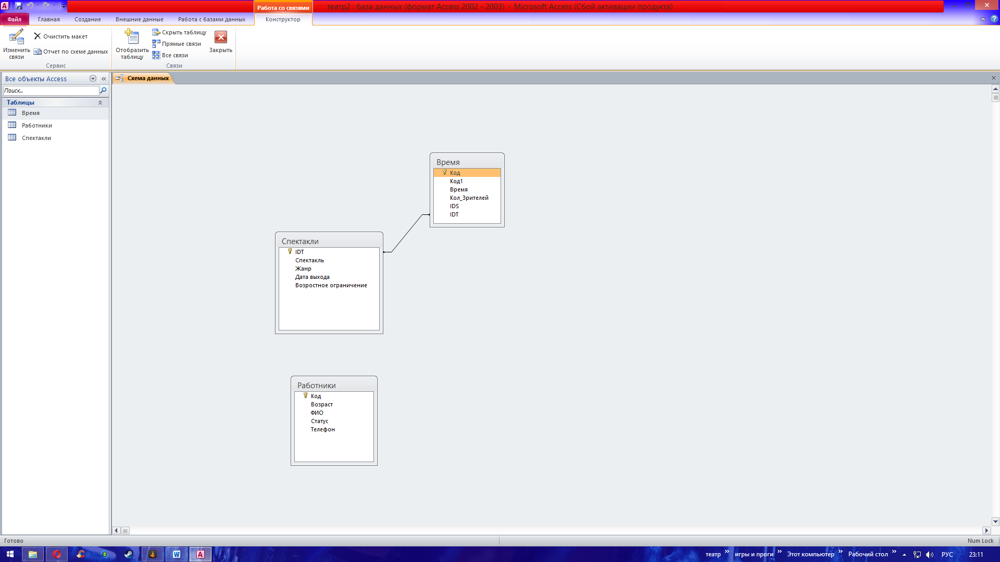 Работа со связями
театр2 : база данных (формат Access 2002 - 2003) - Microsoft Access (Сбой активации продукта)
Файл Главная Создание Внешние данные Работа с базами данных Конструктор
Изменить связи
Очистить макет
Отчет по схеме данных
Сервис
Отобразить таблицу
Скрыть таблицу
Прямые связи
Все связи
Закрыть
Связи
Все объекты Access
Поиск...
Таблицы
Время
Работники
Спектакли
Схема данных
Время
Код
Код1
Время
Кол_Зрителей
IDS
IDT
Спектакли
IDT
Спектакль
Жанр
Дата выхода
Возростное ограничение
Работники
Код
Возраст
ФИО
Статус
Телефон
Готово
Num Lock
театр » игры и проги » Этот компьютер » Рабочий стол » РУС 23:11